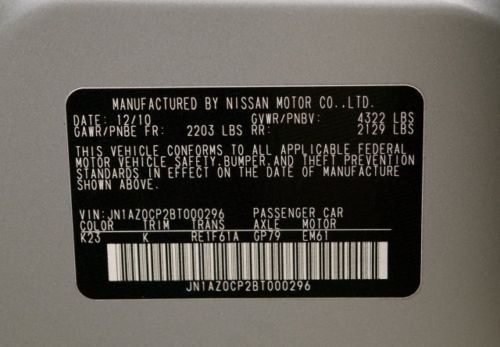 MANUFACTURED BY NISSAN MOTOR CO.,LTD.
DATE: 12/10 GVWR/PNBV: 4322 LBS
GAWR/PNBE FR: 2203 LBS RR: 2129 LBS
THIS VEHICLE CONFORMS TO ALL APPLICABLE FEDERAL
MOTOR VEHICLE SAFETY,BUMPER,AND THEFT PREVENTION
STANDARDS IN EFFECT ON THE DATE OF MANUFACTURE
SHOWN ABOVE.
VIN:JN1AZ0CP2BT000296 PASSENGER CAR
COLOR TRIM TRANS AXLE MOTOR
K23 K RE1F61A GP79 EM61
JN1AZ0CP2BT000296